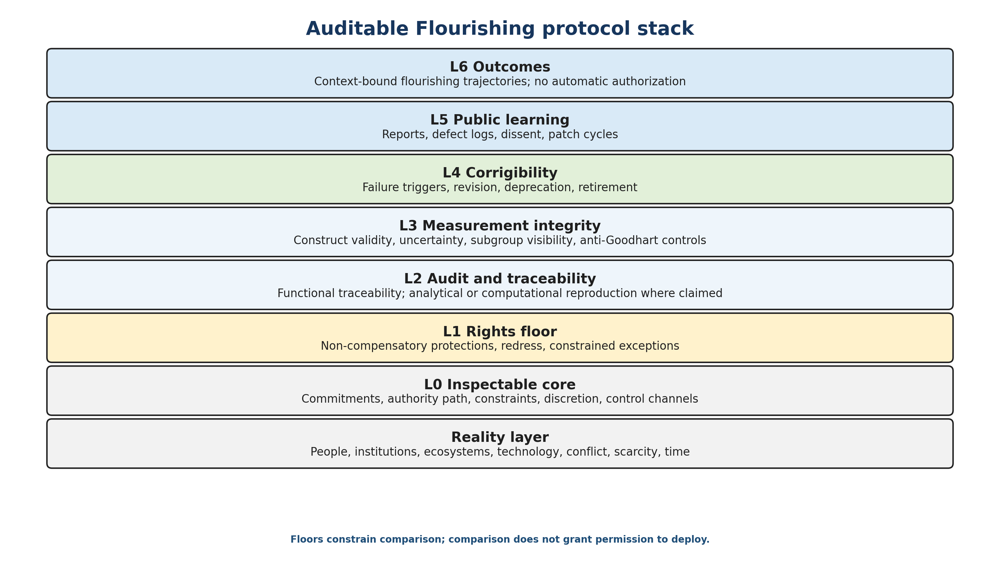 Auditable Flourishing protocol stack
L6 Outcomes
Context-bound flourishing trajectories; no automatic authorization
L5 Public learning
Reports, defect logs, dissent, patch cycles
L4 Corrigibility
Failure triggers, revision, deprecation, retirement
L3 Measurement integrity
Construct validity, uncertainty, subgroup visibility, anti-Goodhart controls
L2 Audit and traceability
Functional traceability; analytical or computational reproduction where claimed
L1 Rights floor
Non-compensatory protections, redress, constrained exceptions
L0 Inspectable core
Commitments, authority path, constraints, discretion, control channels
Reality layer
People, institutions, ecosystems, technology, conflict, scarcity, time
Floors constrain comparison; comparison does not grant permission to deploy.